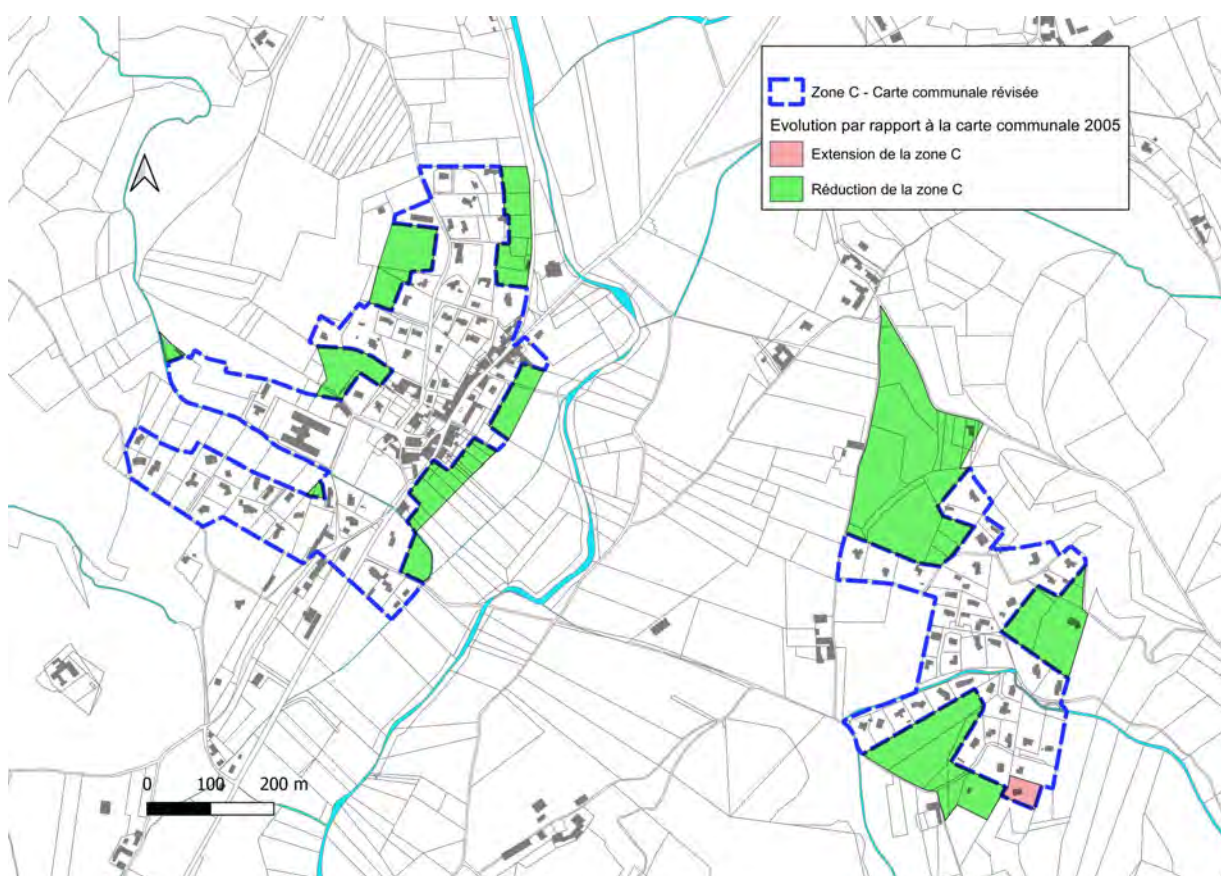 Zone C - Carte communale révisée
Evolution par rapport à la carte communale 2005
Extension de la zone C
Réduction de la zone C
0 100 200 m